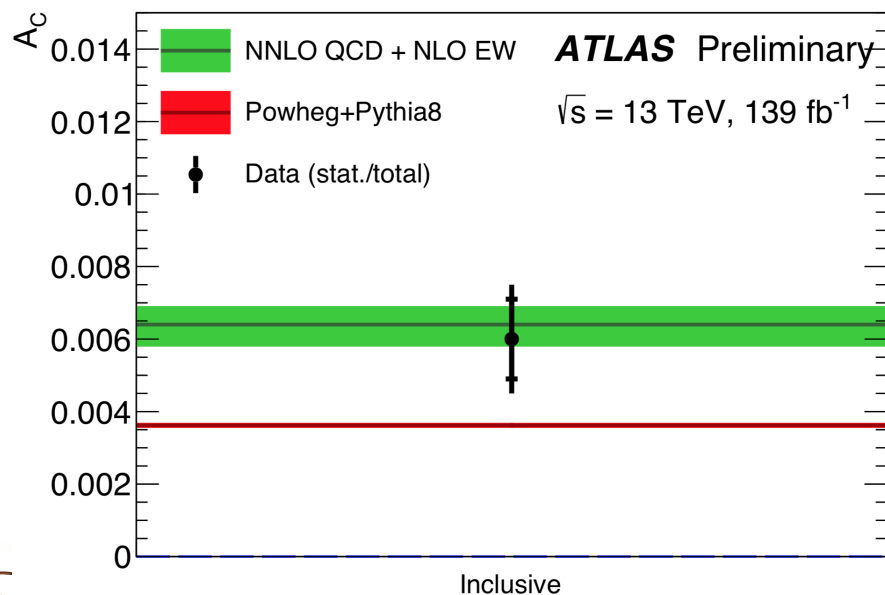 A_C
0.014
0.012
0.01
0.008
0.006
0.004
0.002
0
NNLO QCD + NLO EW
Powheg+Pythia8
Data (stat./total)
ATLAS Preliminary
√s = 13 TeV, 139 fb⁻¹
Inclusive